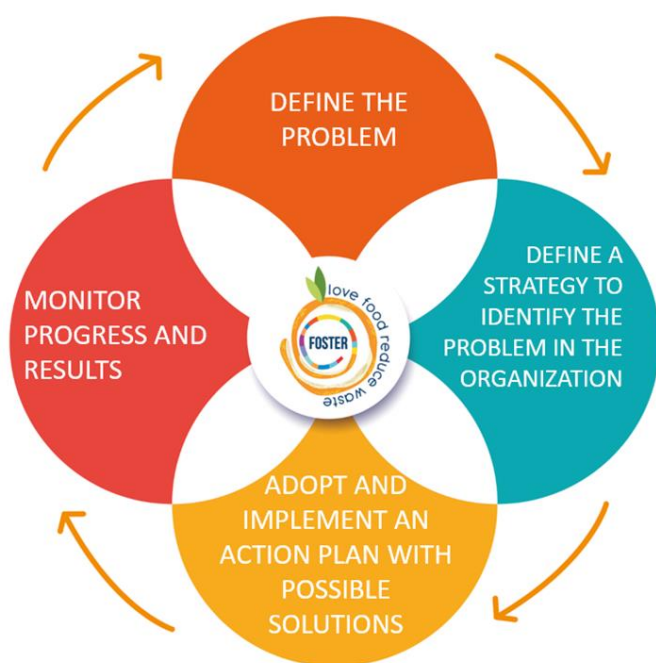 DEFINE THE
PROBLEM
DEFINE A
STRATEGY TO
IDENTIFY THE
PROBLEM IN THE
ORGANIZATION
ADOPT AND
IMPLEMENT AN
ACTION PLAN WITH
POSSIBLE
SOLUTIONS
MONITOR
PROGRESS AND
RESULTS
love food reduce waste
FOSTER